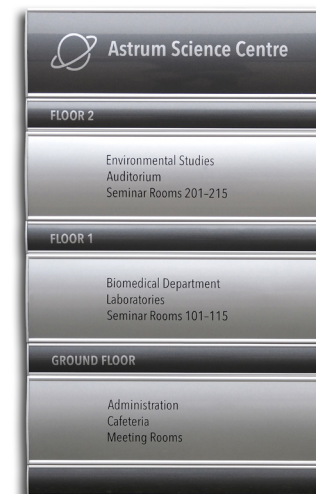 Astrum Science Centre
FLOOR 2
Environmental Studies
Auditorium
Seminar Rooms 201–215
FLOOR 1
Biomedical Department
Laboratories
Seminar Rooms 101–115
GROUND FLOOR
Administration
Cafeteria
Meeting Rooms